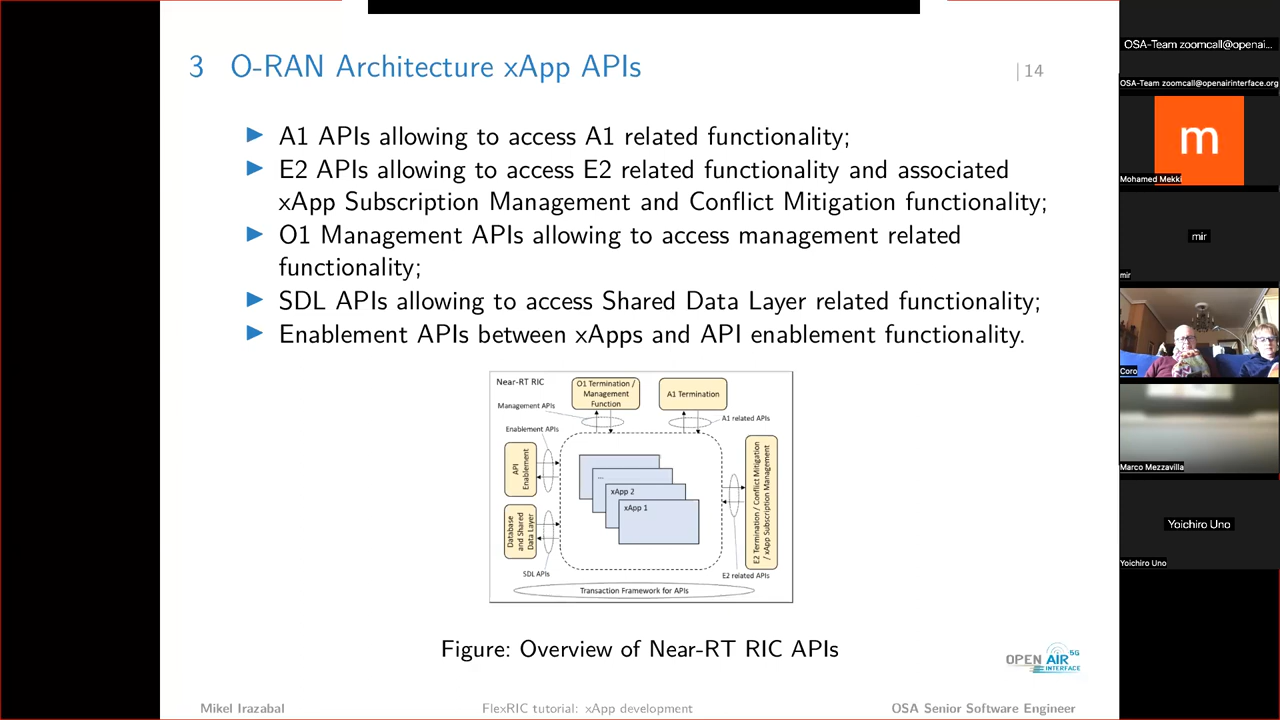 3 O-RAN Architecture xApp APIs
| 14
A1 APIs allowing to access A1 related functionality;
E2 APIs allowing to access E2 related functionality and associated
xApp Subscription Management and Conflict Mitigation functionality;
O1 Management APIs allowing to access management related
functionality;
SDL APIs allowing to access Shared Data Layer related functionality;
Enablement APIs between xApps and API enablement functionality.
Near-RT RIC
O1 Termination /
Management
Function
A1 Termination
Management APIs
A1 related APIs
Enablement APIs
API
Enablement
...
xApp 2
xApp 1
Database
and Shared
Data Layer
E2 Termination / Conflict Mitigation
/ xApp Subscription Management
SDL APIs
E2 related APIs
Transaction Framework for APIs
Figure: Overview of Near-RT RIC APIs
OPEN AIR 5G
INTERFACE
Mikel Irazabal
FlexRIC tutorial: xApp development
OSA Senior Software Engineer
OSA-Team zoomcall@openai...
OSA-Team zoomcall@openairinterface.org
m
Mohamed Mekki
mir
mir
Coro
Marco Mezzavilla
Yoichiro Uno
Yoichiro Uno